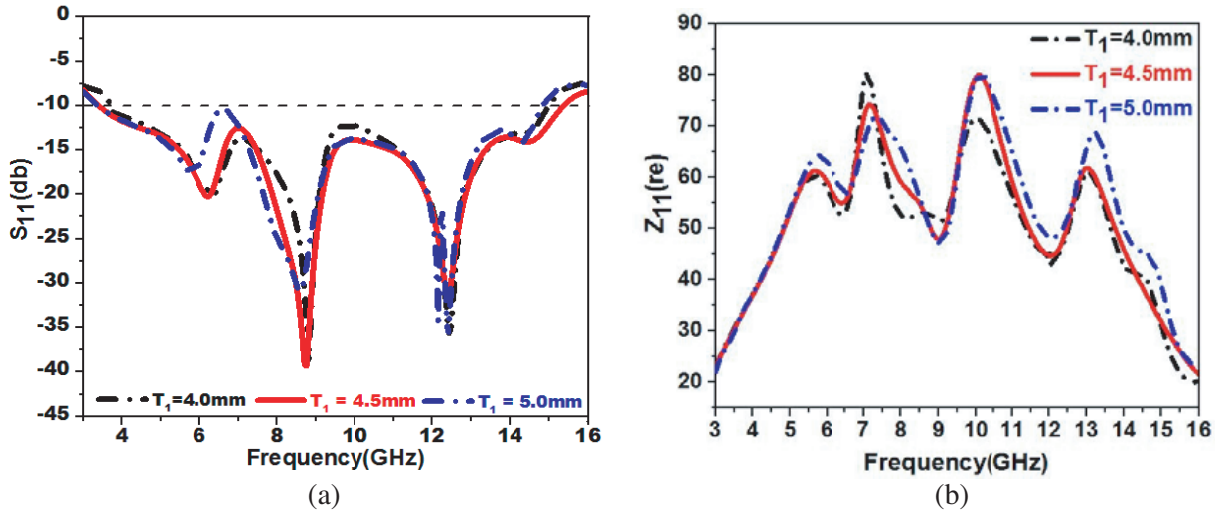 0
-5
-10
-15
-20
-25
-30
-35
-40
-45
S11(db)
T1=4.0mm T1 = 4.5mm T1 = 5.0mm
4 6 8 10 12 14 16
Frequency(GHz)
(a)
90
80
70
60
50
40
30
20
Z11(re)
T1=4.0mm
T1=4.5mm
T1=5.0mm
3 4 5 6 7 8 9 10 11 12 13 14 15 16
Frequency(GHz)
(b)